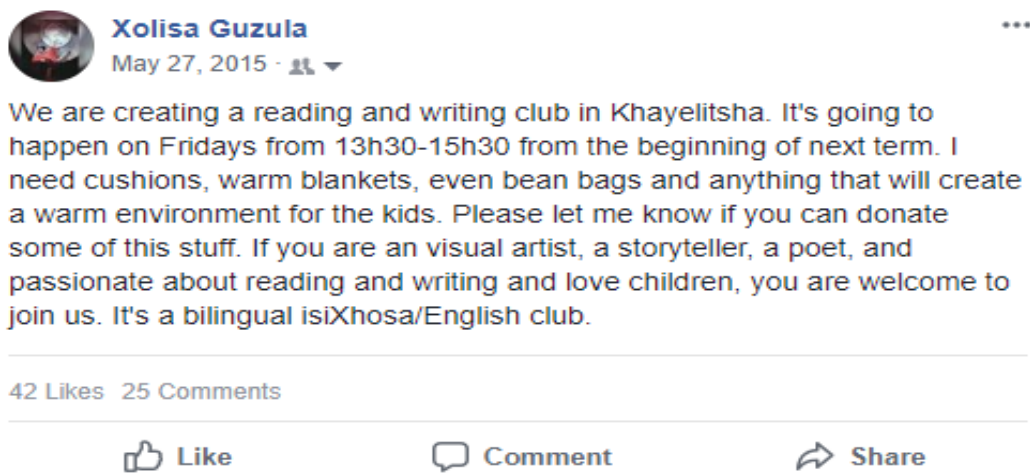 Xolisa Guzula
May 27, 2015 ·
We are creating a reading and writing club in Khayelitsha. It's going to
happen on Fridays from 13h30-15h30 from the beginning of next term. I
need cushions, warm blankets, even bean bags and anything that will create
a warm environment for the kids. Please let me know if you can donate
some of this stuff. If you are an visual artist, a storyteller, a poet, and
passionate about reading and writing and love children, you are welcome to
join us. It's a bilingual isiXhosa/English club.
42 Likes 25 Comments
Like Comment Share